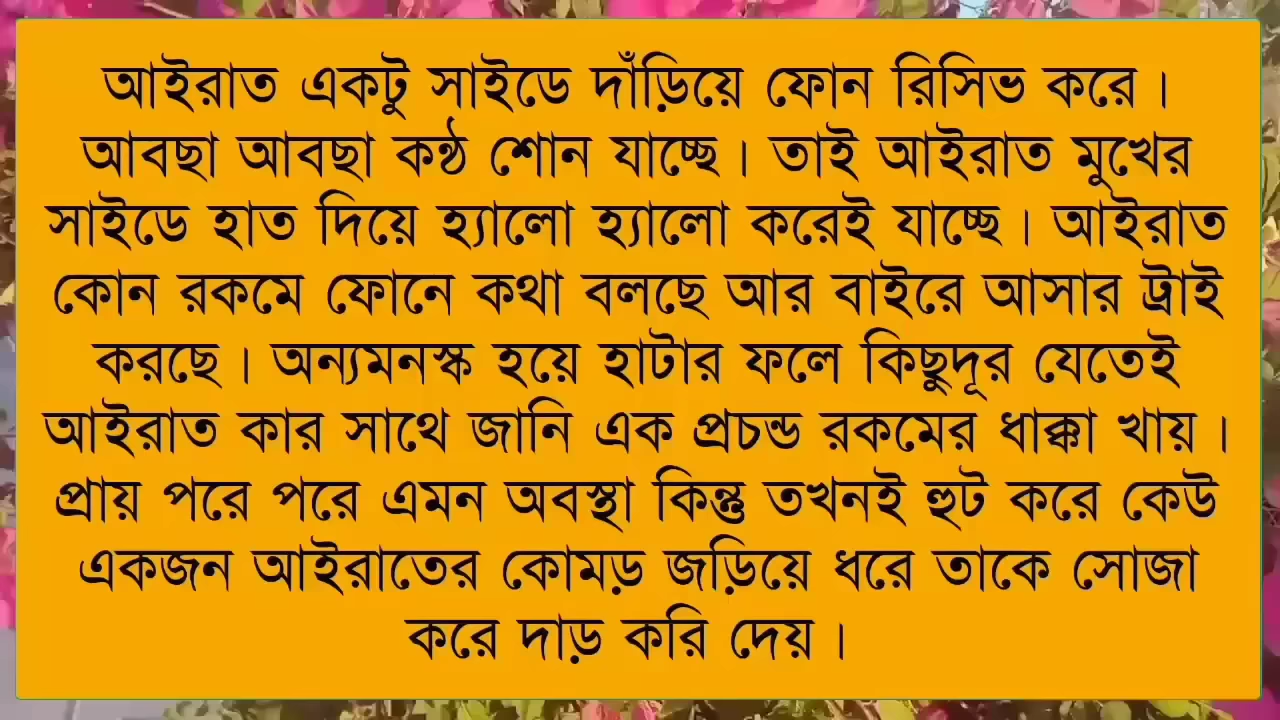 আইরাত একটু সাইডে দাঁড়িয়ে ফোন রিসিভ করে।
আবছা আবছা কন্ঠ শোন যাচ্ছে। তাই আইরাত মুখের
সাইডে হাত দিয়ে হ্যালো হ্যালো করেই যাচ্ছে। আইরাত
কোন রকমে ফোনে কথা বলছে আর বাইরে আসার ট্রাই
করছে। অন্যমনস্ক হয়ে হাটার ফলে কিছুদূর যেতেই
আইরাত কার সাথে জানি এক প্রচন্ড রকমের ধাক্কা খায়।
প্রায় পরে পরে এমন অবস্থা কিন্তু তখনই হুট করে কেউ
একজন আইরাতের কোমড় জড়িয়ে ধরে তাকে সোজা
করে দাড় করি দেয়।